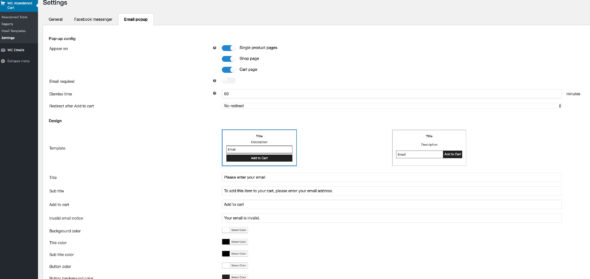 Settings
WC Abandoned
Cart
Abandoned Carts
Reports
Email Templates
Settings
WC Emails
Collapse menu
General
Facebook messenger
Email popup
Pop-up config
Appear on
Single product pages
Shop page
Cart page
Email required
Dismiss time
60
minutes
Redirect after Add to cart
No redirect
Design
Template
Title
Description
Email
Add to Cart
Title
Description
Email
Add to Cart
Title
Please enter your email
Sub title
To add this item to your cart, please enter your email address.
Add to cart
Add to cart
Invalid email notice
Your email is invalid.
Background color
Select Color
Title color
Select Color
Sub title color
Select Color
Button color
Select Color
Button background color
Select Color